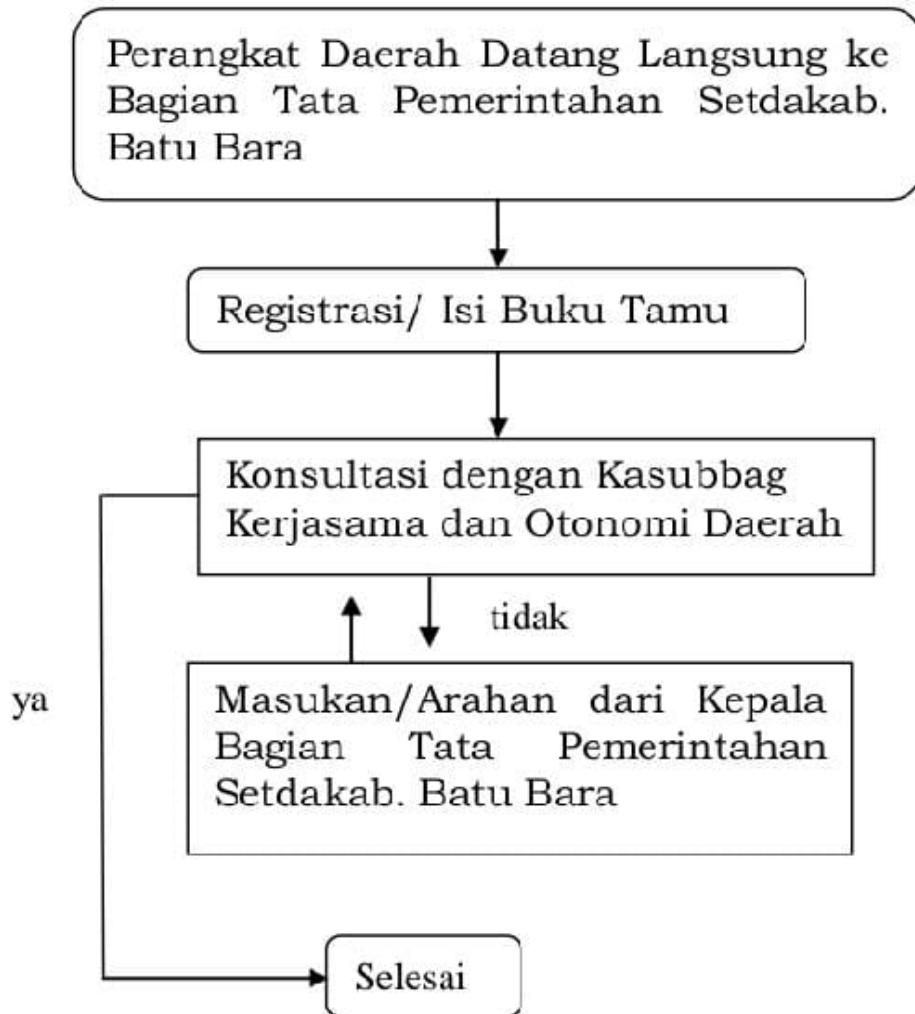 Perangkat Daerah Datang Langsung ke
Bagian Tata Pemerintahan Setdakab.
Batu Bara
Registrasi/ Isi Buku Tamu
Konsultasi dengan Kasubbag
Kerjasama dan Otonomi Daerah
tidak
ya
Masukan/Arahan dari Kepala
Bagian Tata Pemerintahan
Setdakab. Batu Bara
Selesai